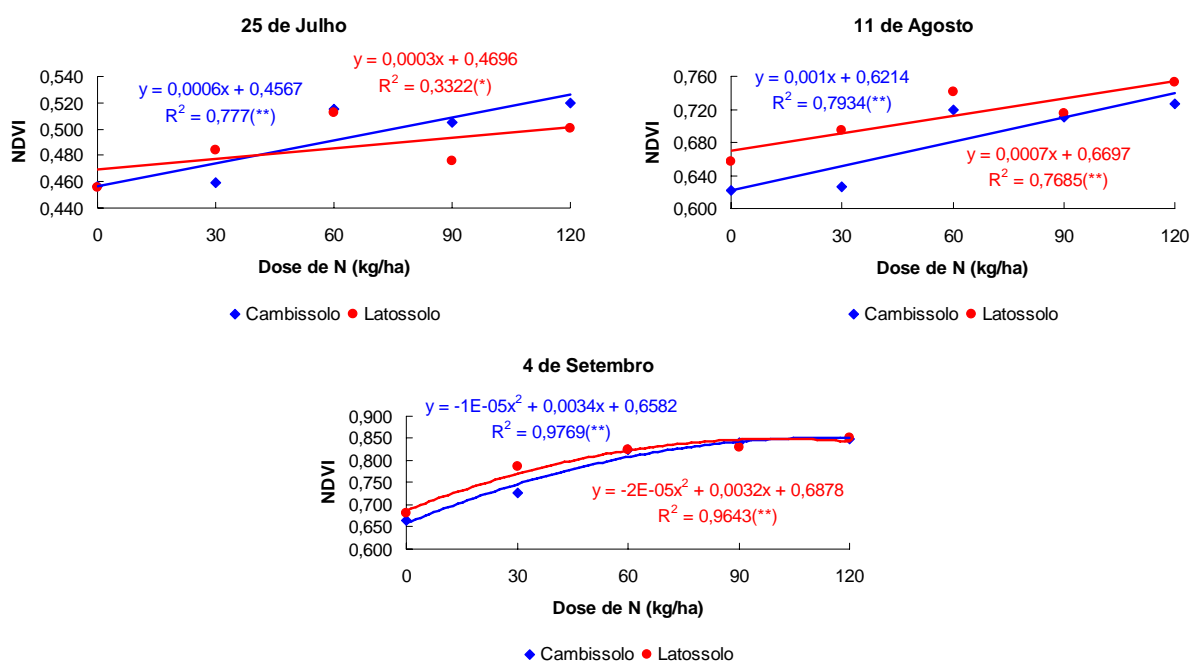 25 de Julho
y = 0,0006x + 0,4567
R² = 0,777(**)
y = 0,0003x + 0,4696
R² = 0,3322(*)
NDVI
0,540
0,520
0,500
0,480
0,460
0,440
0 30 60 90 120
Dose de N (kg/ha)
Cambissolo Latossolo
11 de Agosto
y = 0,001x + 0,6214
R² = 0,7934(**)
y = 0,0007x + 0,6697
R² = 0,7685(**)
NDVI
0,760
0,720
0,680
0,640
0,600
0 30 60 90 120
Dose de N (kg/ha)
Cambissolo Latossolo
4 de Setembro
y = -1E-05x² + 0,0034x + 0,6582
R² = 0,9769(**)
y = -2E-05x² + 0,0032x + 0,6878
R² = 0,9643(**)
NDVI
0,900
0,850
0,800
0,750
0,700
0,650
0,600
0 30 60 90 120
Dose de N (kg/ha)
Cambissolo Latossolo